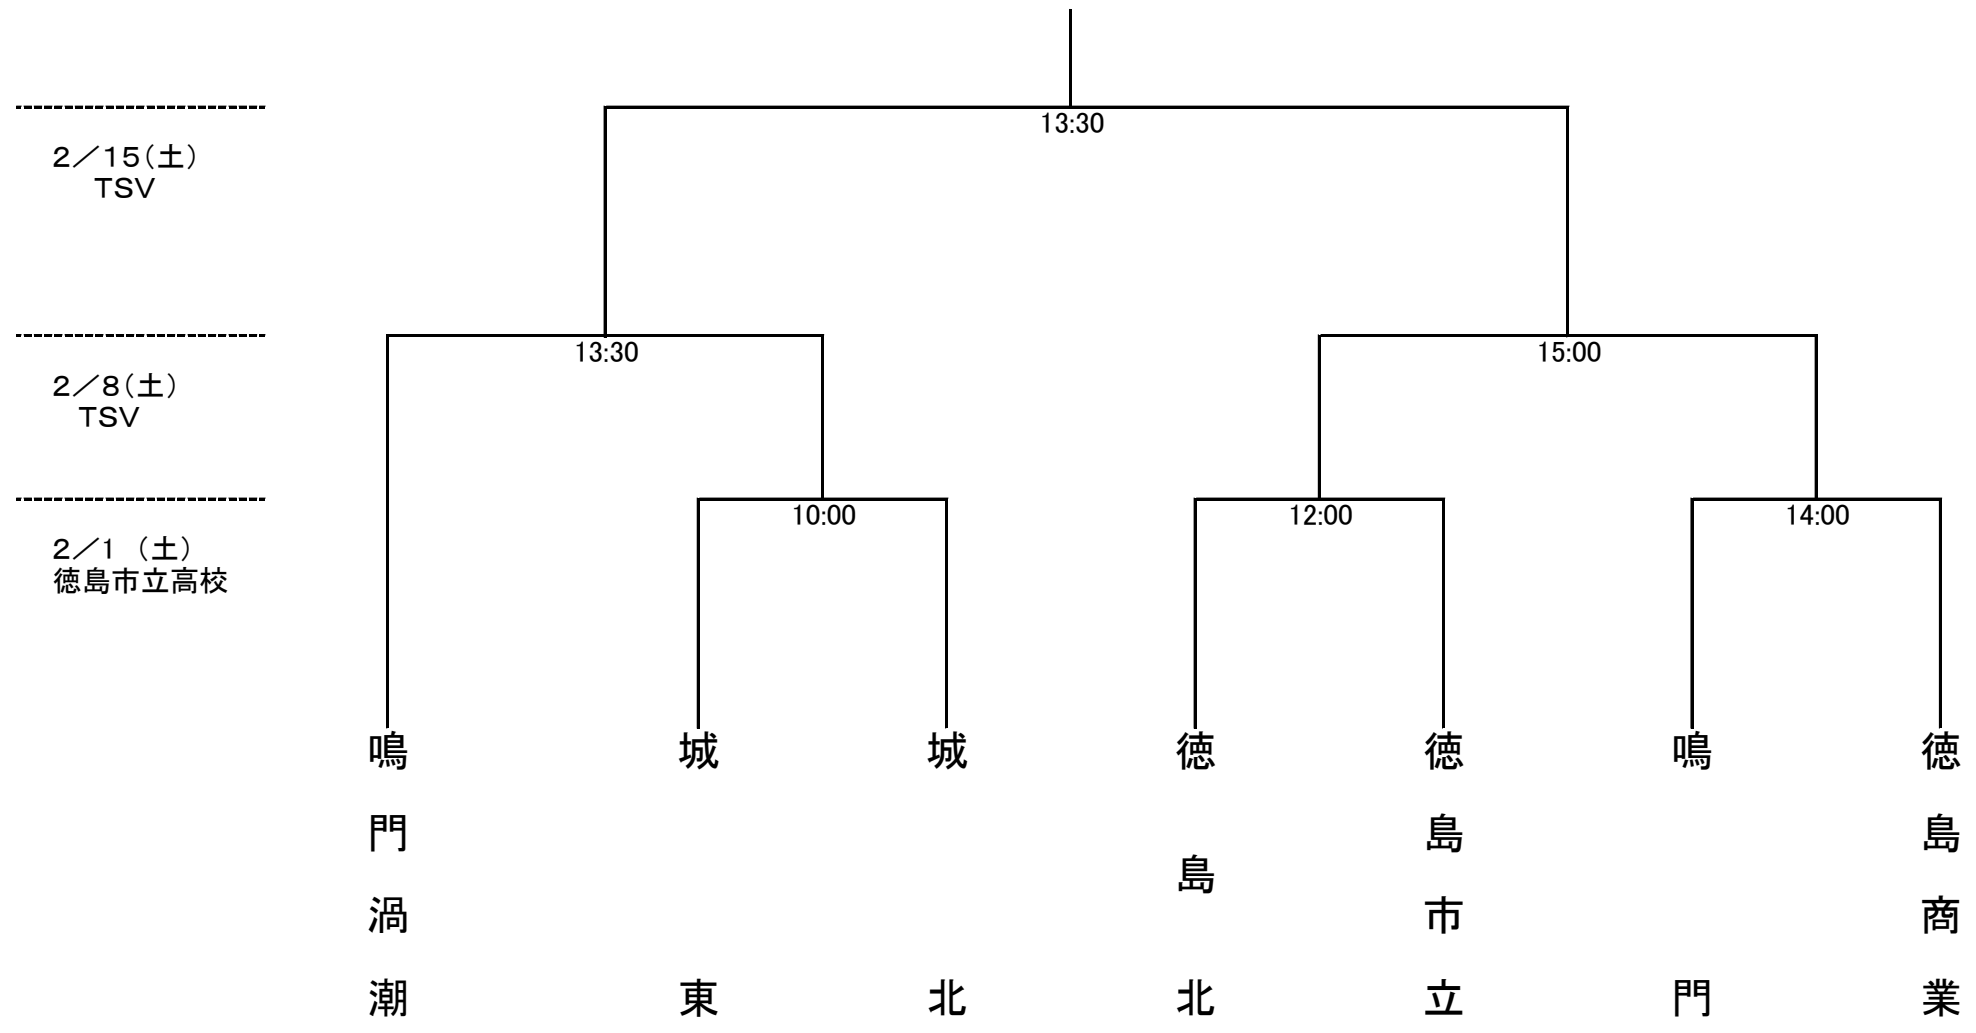 13:30
２／１５（土）
ＴＳＶ
13:30
15:00
２／８（土）
ＴＳＶ
10:00
12:00
14:00
２／１ （土）
徳島市立高校
鳴門渦潮
城東
城北
徳島北
徳島市立
鳴門
徳島商業